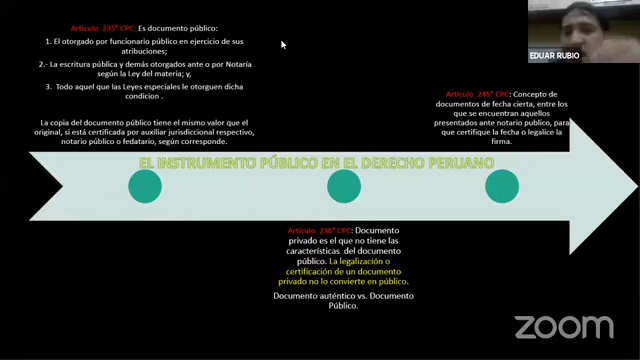 Artículo 235° CPC: Es documento público:
1. El otorgado por funcionario público en ejercicio de sus
atribuciones;
2.- La escritura pública y demás otorgados ante o por Notaría
según la Ley del materia; y,
3. Todo aquel que las Leyes especiales le otorguen dicha
condicion .
La copia del documento público tiene el mismo valor que el
original, si está certificada por auxiliar jurisdiccional respectivo,
notario público o fedatario, según corresponde.
EDUAR RUBIO
Artículo 245° CPC: Concepto de
documentos de fecha cierta, entre los
que se encuentran aquellos
presentados ante notario publico, para
que certifique la fecha o legalice la
firma.
EL INSTRUMENTO PÚBLICO EN EL DERECHO PERUANO
Artículo 236° CPC: Documento
privado es el que no tiene las
características del documento
público. La legalización o
certificación de un documento
privado no lo convierte en público.
Documento auténtico vs. Documento
Público.
zoom